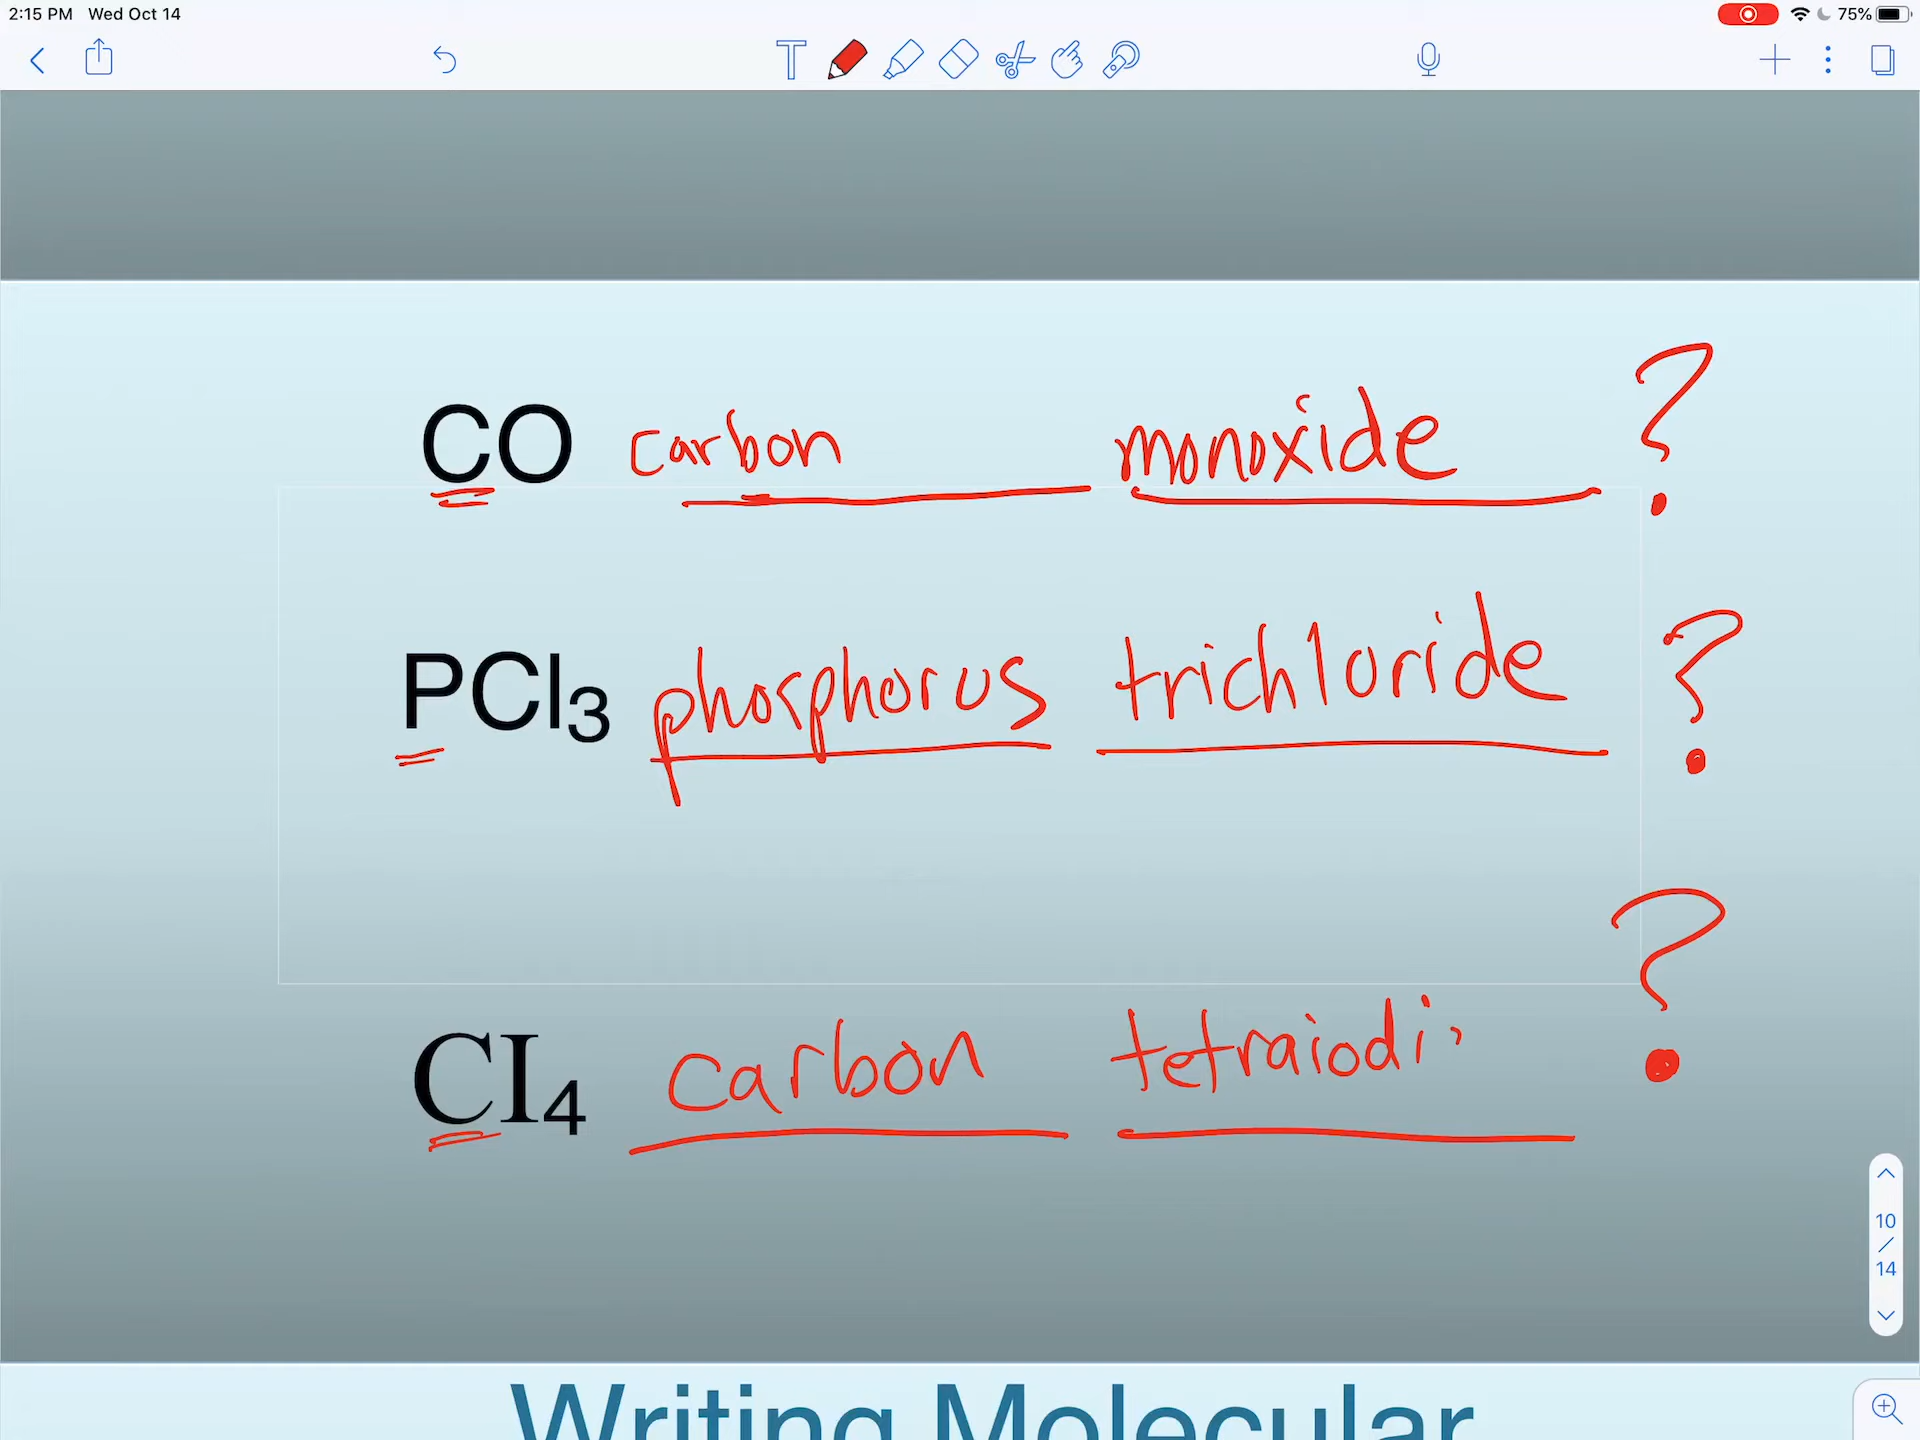 2:15 PM Wed Oct 14 75%
T
CO carbon monoxide ?
PCl₃ phosphorus trichloride ?
CI₄ carbon tetraiodi ?
10
/
14
Writing Molecular